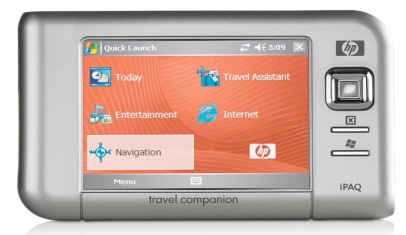 Quick Launch 5:09
hp
Today Travel Assistant
Entertainment Internet
W Navigation hp
Menu
iPAQ
travel companion